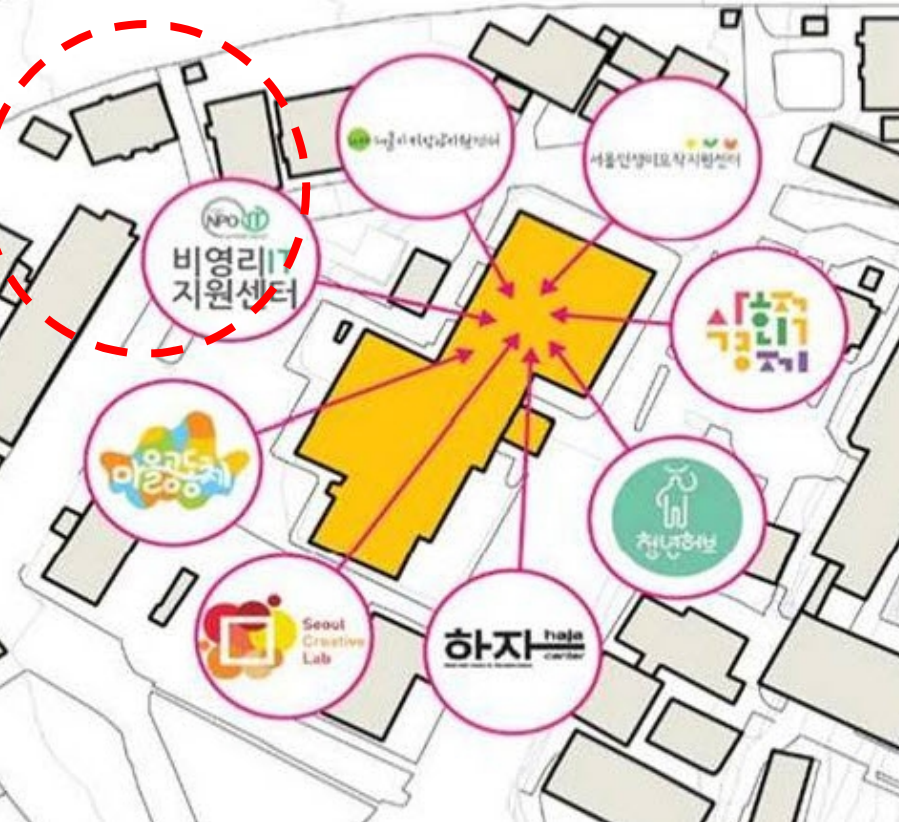 서울인생이모작지원센터
NPO IT
비영리IT
지원센터
사회적
경제
마을공동체
청년허브
Seoul
Creative
Lab
하자 haja
center